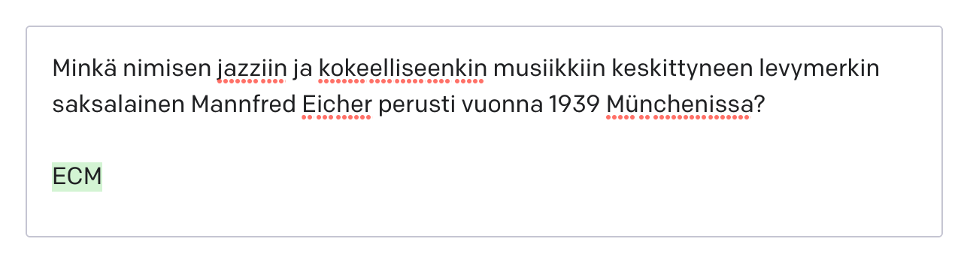 Minkä nimisen jazziin ja kokeelliseenkin musiikkiin keskittyneen levymerkin
saksalainen Mannfred Eicher perusti vuonna 1939 Münchenissa?
ECM